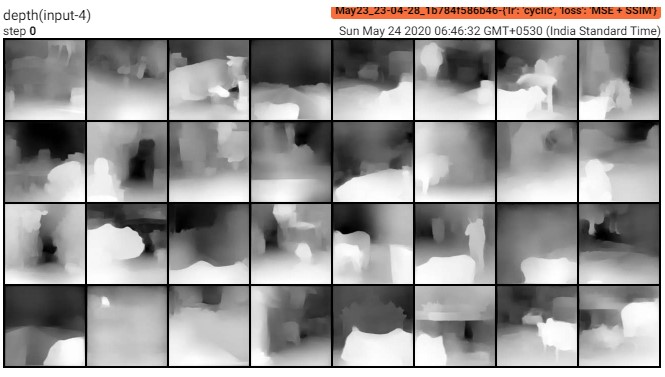 May23_23-04-28_1b784f586b46-{'lr': 'cyclic', 'loss': 'MSE + SSIM'}
depth(input-4)
step 0
Sun May 24 2020 06:46:32 GMT+0530 (India Standard Time)